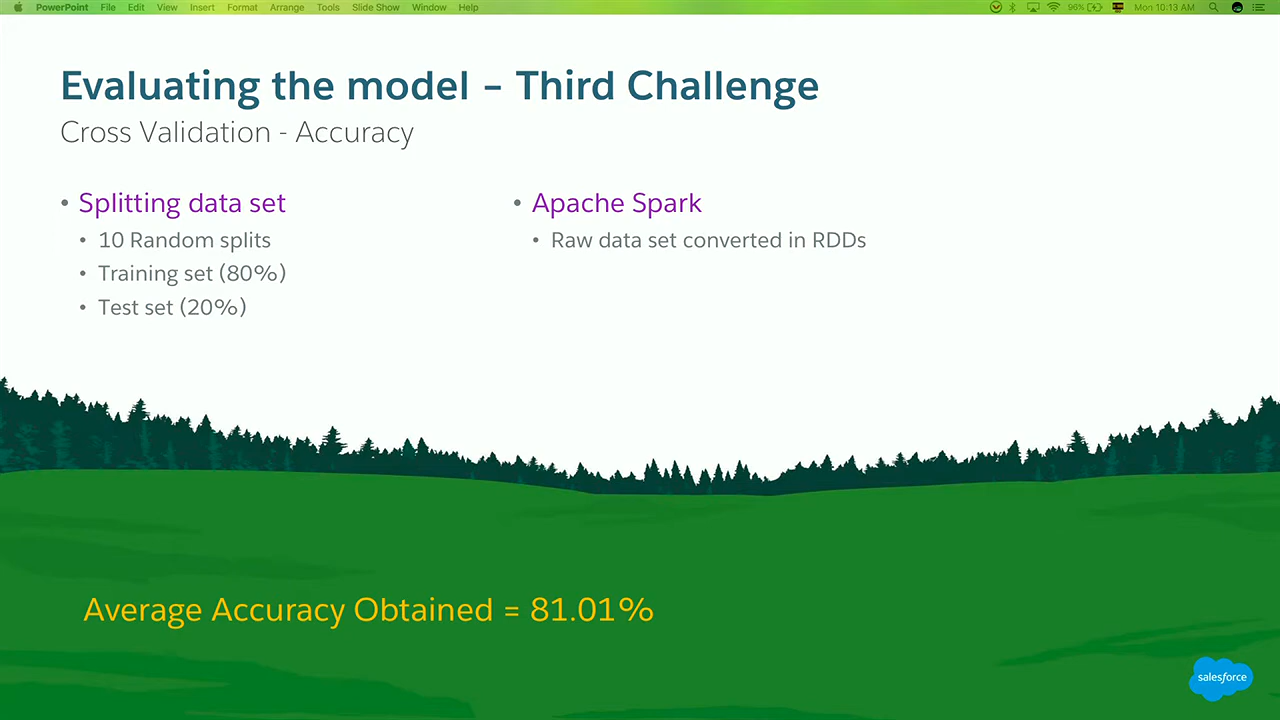 PowerPoint File Edit View Insert Format Arrange Tools Slide Show Window Help 96% Mon 10:13 AM
Evaluating the model – Third Challenge
Cross Validation - Accuracy
• Splitting data set
• 10 Random splits
• Training set (80%)
• Test set (20%)
• Apache Spark
• Raw data set converted in RDDs
Average Accuracy Obtained = 81.01%
salesforce